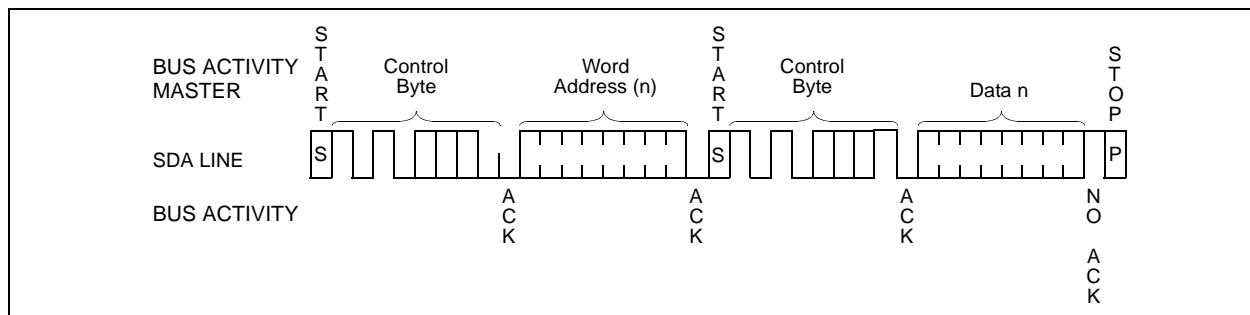 START
START
STOP
BUS ACTIVITY
MASTER
Control
Byte
Word
Address (n)
Control
Byte
Data n
SDA LINE
S
S
P
BUS ACTIVITY
ACK
ACK
ACK
NO ACK